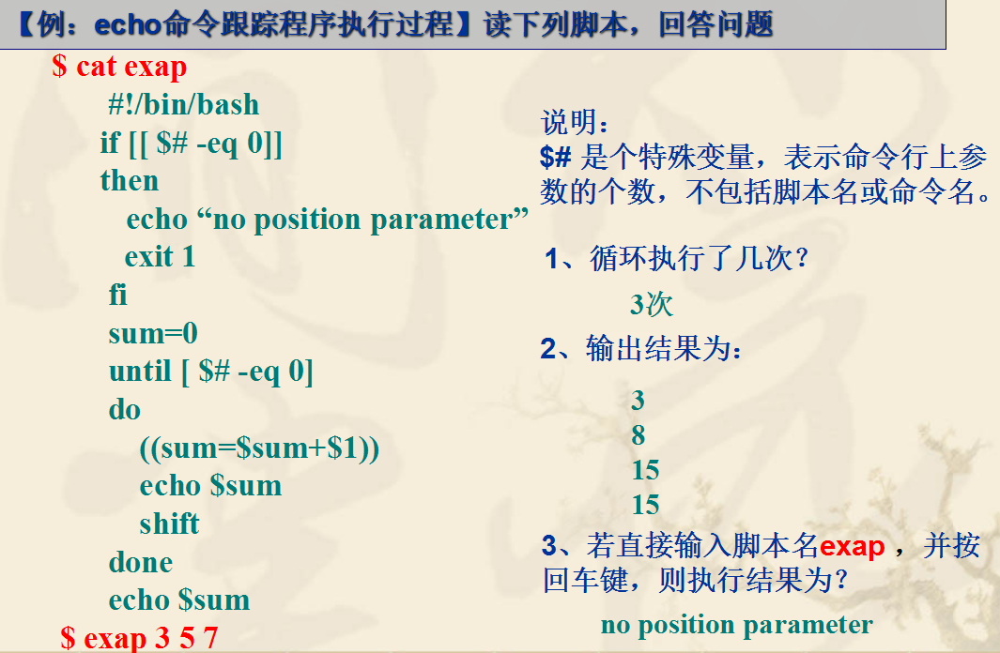 【例：echo命令跟踪程序执行过程】读下列脚本，回答问题
$ cat exap
#!/bin/bash
if [[ $# -eq 0]]
then
echo “no position parameter”
exit 1
fi
sum=0
until [ $# -eq 0]
do
((sum=$sum+$1))
echo $sum
shift
done
echo $sum
$ exap 3 5 7
说明：
$# 是个特殊变量，表示命令行上参
数的个数，不包括脚本名或命令名。
1、循环执行了几次？
3次
2、输出结果为：
3
8
15
15
3、若直接输入脚本名exap ，并按
回车键，则执行结果为？
no position parameter